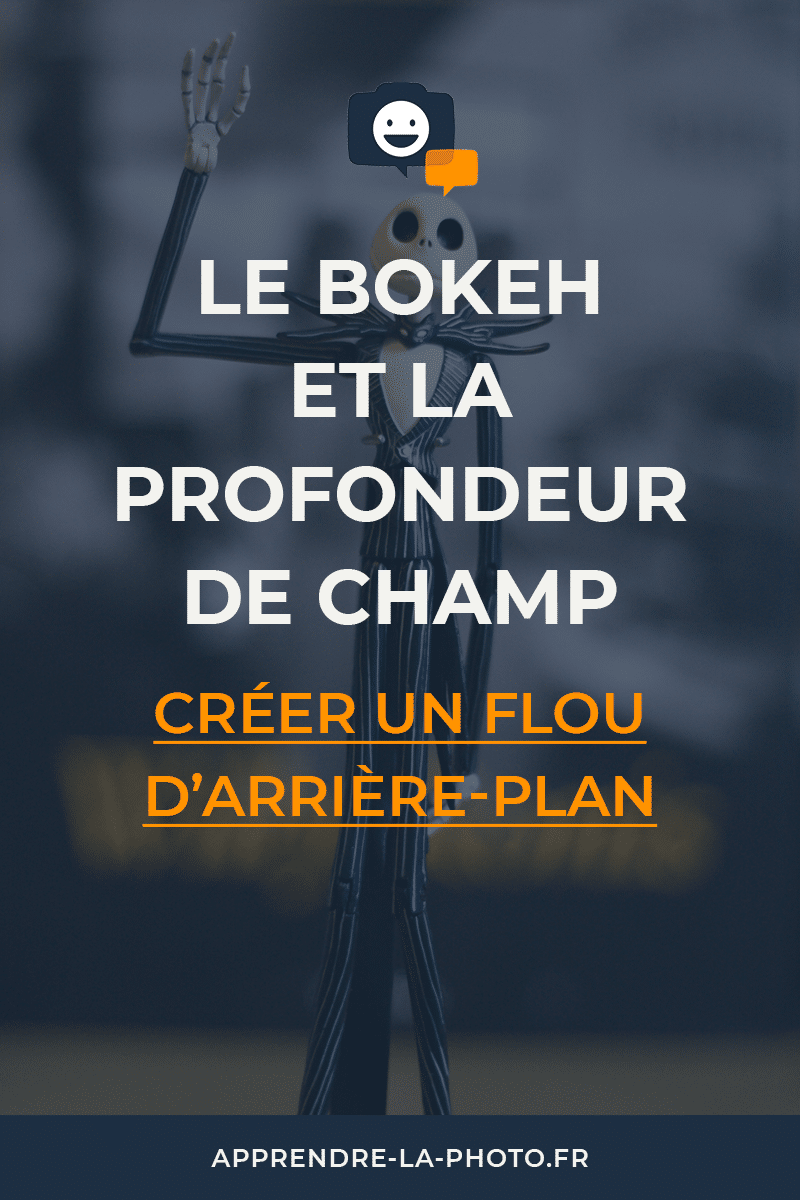 LE BOKEH
ET LA
PROFONDEUR
DE CHAMP
CRÉER UN FLOU
D’ARRIÈRE-PLAN
APPRENDRE-LA-PHOTO.FR